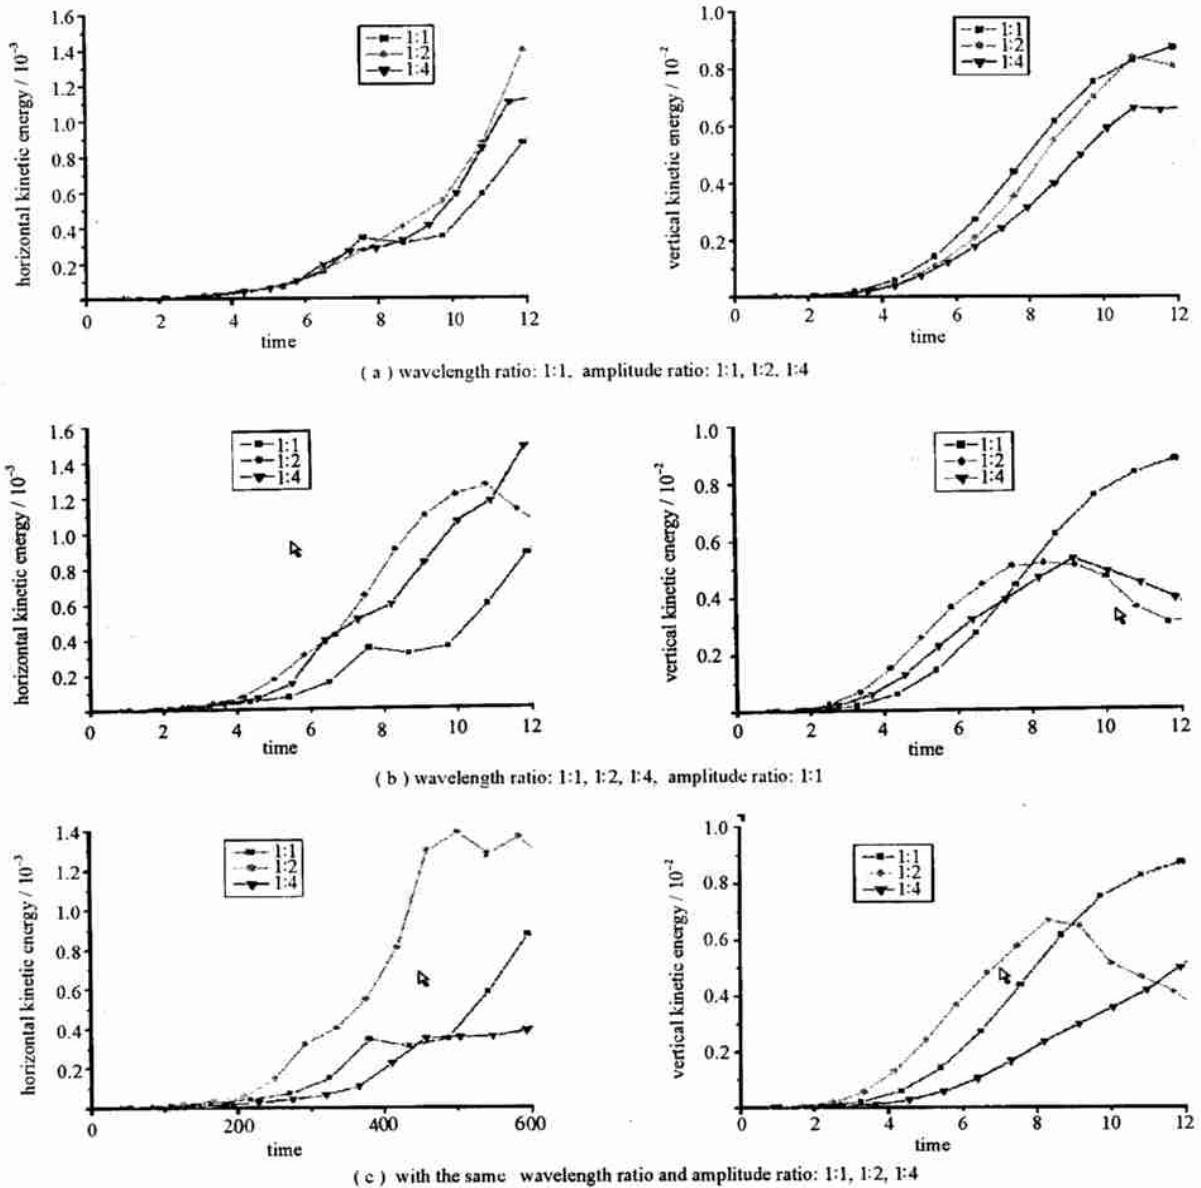 horizontal kinetic energy / 10⁻³
1.6
1.4
1.2
1.0
0.8
0.6
0.4
0.2
0 2 4 6 8 10 12
time
1:1
1:2
1:4
vertical kinetic energy / 10⁻²
1.0
0.8
0.6
0.4
0.2
0 2 4 6 8 10 12
time
1:1
1:2
1:4
( a ) wavelength ratio: 1:1, amplitude ratio: 1:1, 1:2, 1:4
horizontal kinetic energy / 10⁻³
1.6
1.4
1.2
1.0
0.8
0.6
0.4
0.2
0 2 4 6 8 10 12
time
1:1
1:2
1:4
vertical kinetic energy / 10⁻²
1.0
0.8
0.6
0.4
0.2
0 2 4 6 8 10 12
time
1:1
1:2
1:4
( b ) wavelength ratio: 1:1, 1:2, 1:4, amplitude ratio: 1:1
horizontal kinetic energy / 10⁻³
1.4
1.2
1.0
0.8
0.6
0.4
0.2
0 200 400 600
time
1:1
1:2
1:4
vertical kinetic energy / 10⁻²
1.0
0.8
0.6
0.4
0.2
0 2 4 6 8 10 12
time
1:1
1:2
1:4
( c ) with the same wavelength ratio and amplitude ratio: 1:1, 1:2, 1:4